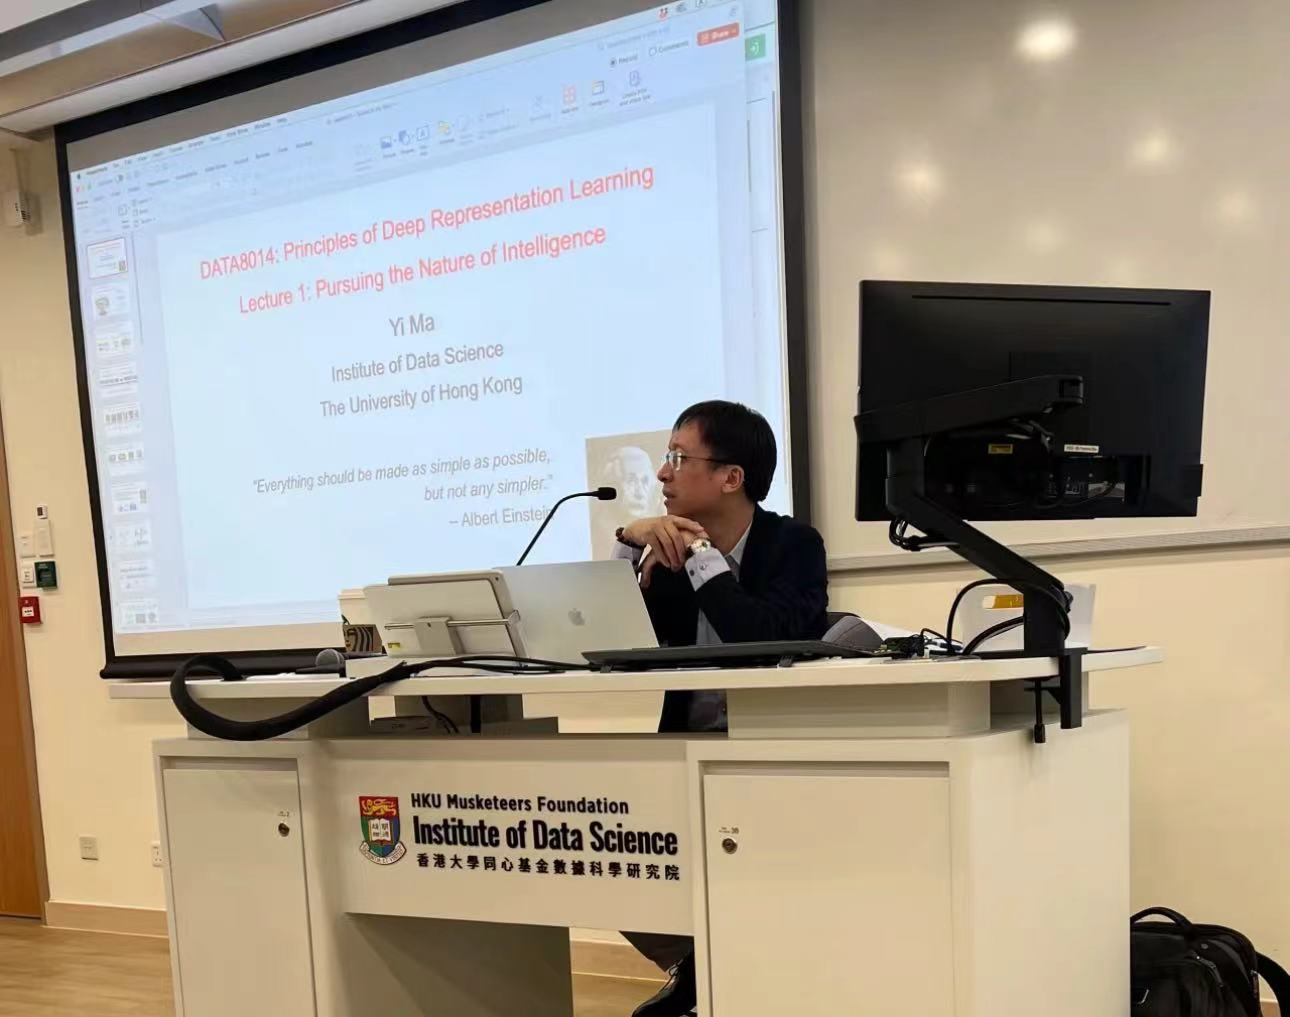 Share
Comments
Record
DATA8014: Principles of Deep Representation Learning
Lecture 1: Pursuing the Nature of Intelligence
Yi Ma
Institute of Data Science
The University of Hong Kong
"Everything should be made as simple as possible,
but not any simpler."
– Albert Einstein
HKU Musketeers Foundation
Institute of Data Science
香港大學同心基金數據科學研究院